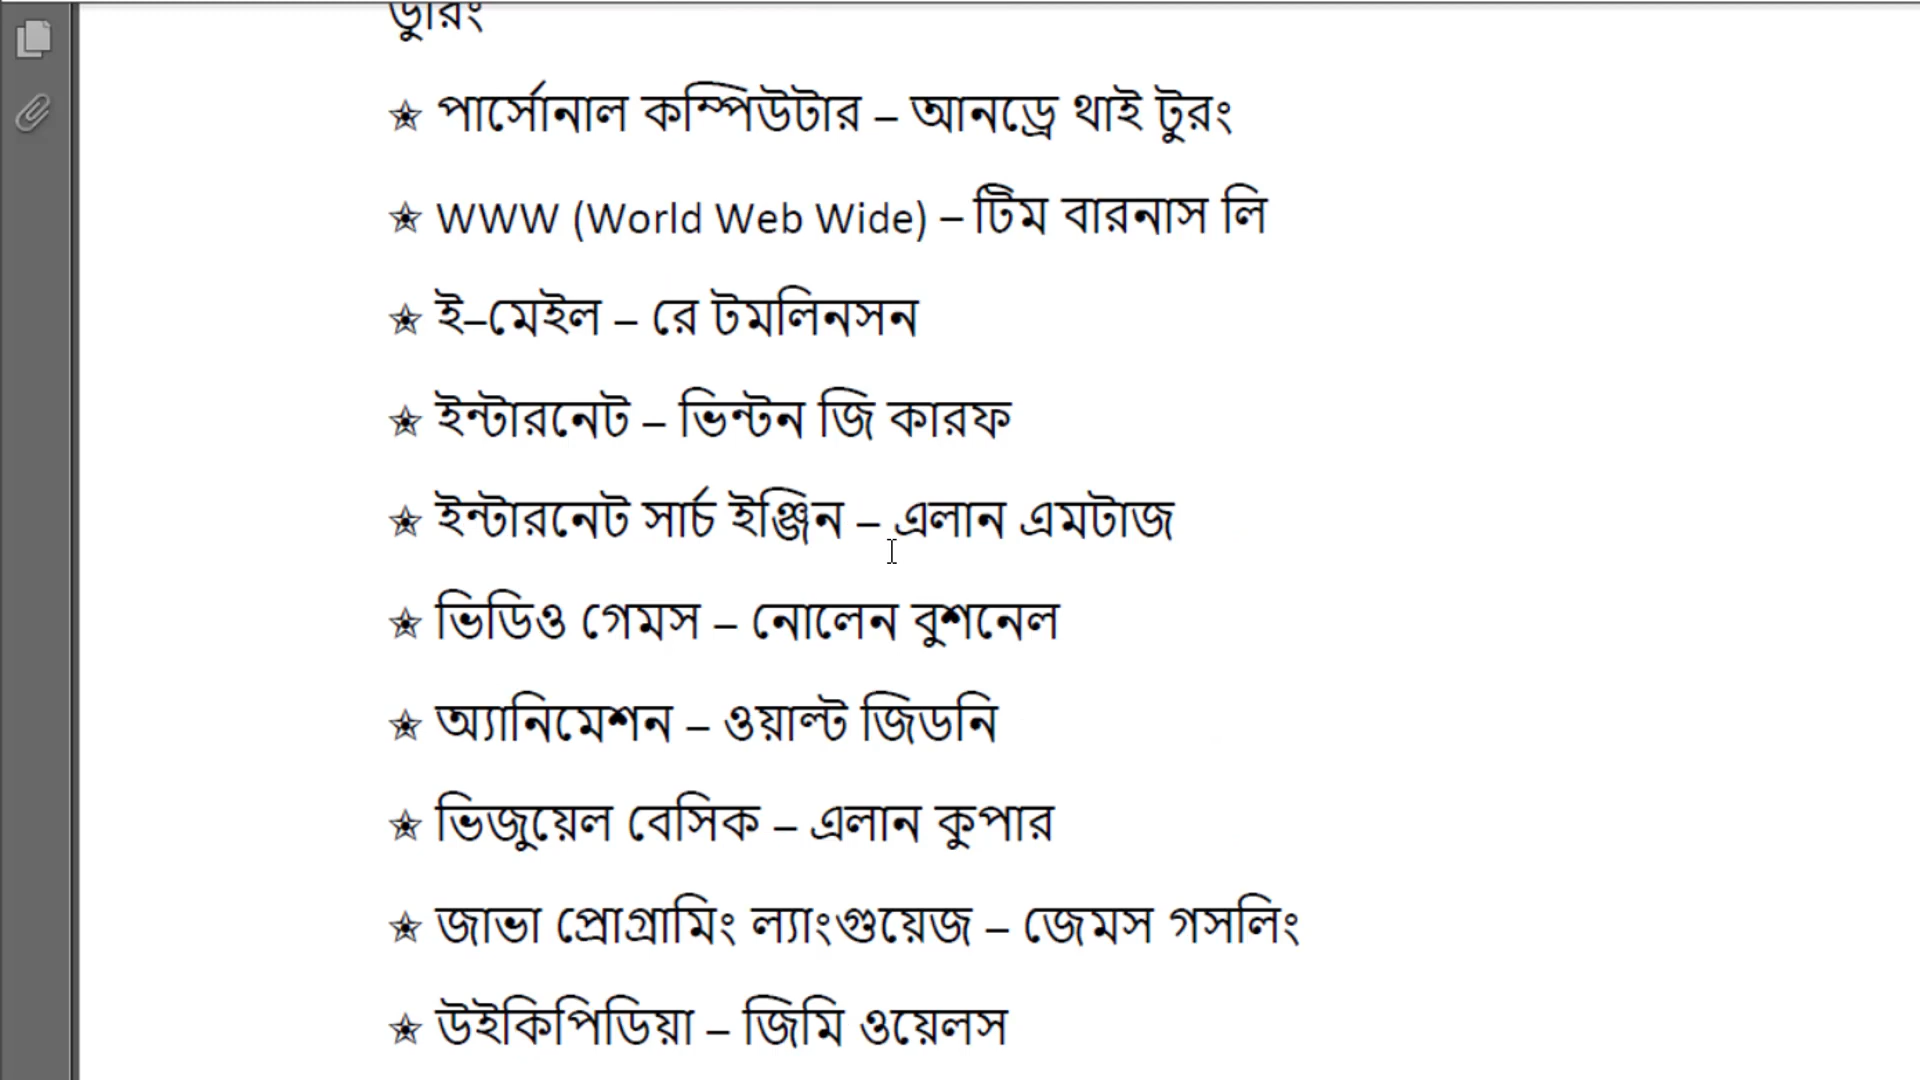 ✭ পার্সোনাল কম্পিউটার – আনড্রে থাই টুরং
✭ WWW (World Web Wide) – টিম বারনাস লি
✭ ই–মেইল – রে টমলিনসন
✭ ইন্টারনেট – ভিন্টন জি কারফ
✭ ইন্টারনেট সার্চ ইঞ্জিন – এলান এমটাজ
✭ ভিডিও গেমস – নোলেন বুশনেল
✭ অ্যানিমেশন – ওয়াল্ট জিডনি
✭ ভিজুয়েল বেসিক – এলান কুপার
✭ জাভা প্রোগ্রামিং ল্যাংগুয়েজ – জেমস গসলিং
✭ উইকিপিডিয়া – জিমি ওয়েলস